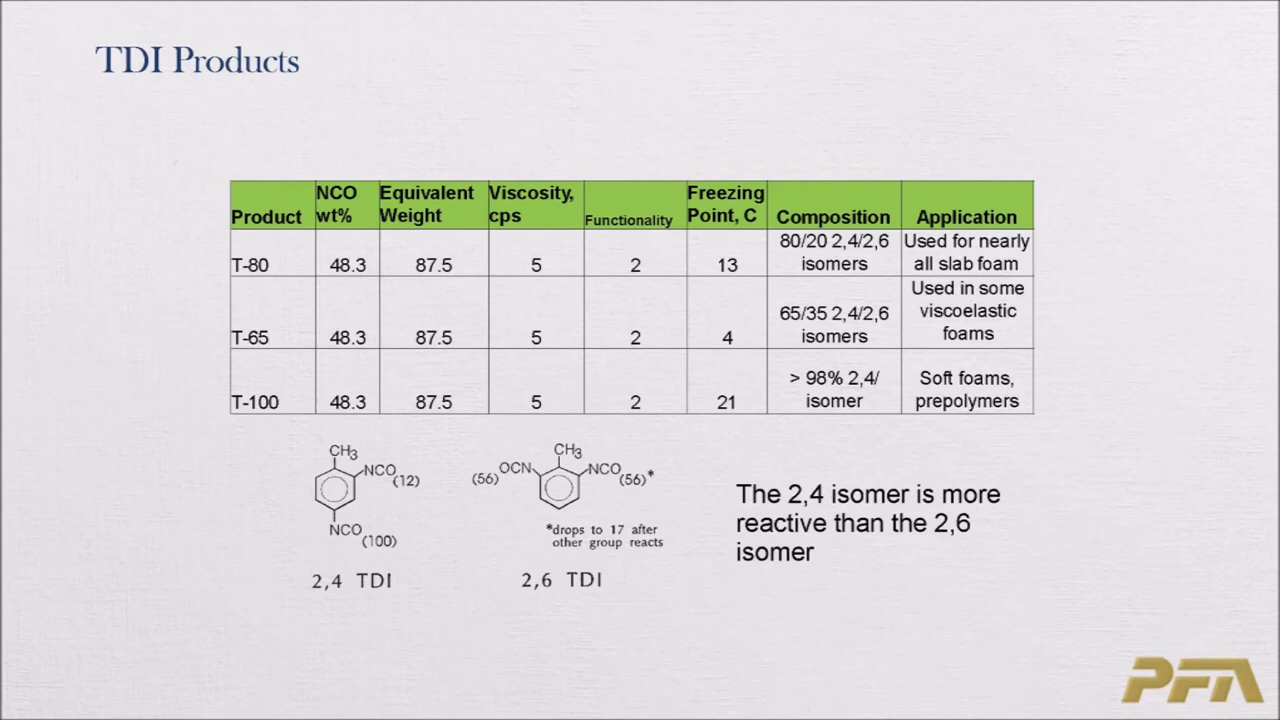 TDI Products
Product NCO wt% Equivalent Weight Viscosity, cps Functionality Freezing Point, C Composition Application
T-80 48.3 87.5 5 2 13 80/20 2,4/2,6 isomers Used for nearly all slab foam
T-65 48.3 87.5 5 2 4 65/35 2,4/2,6 isomers Used in some viscoelastic foams
T-100 48.3 87.5 5 2 21 > 98% 2,4/ isomer Soft foams, prepolymers
CH₃
NCO (12)
NCO (100)
2,4 TDI
CH₃
(56) OCN NCO (56)*
*drops to 17 after
other group reacts
2,6 TDI
The 2,4 isomer is more
reactive than the 2,6
isomer
PFA